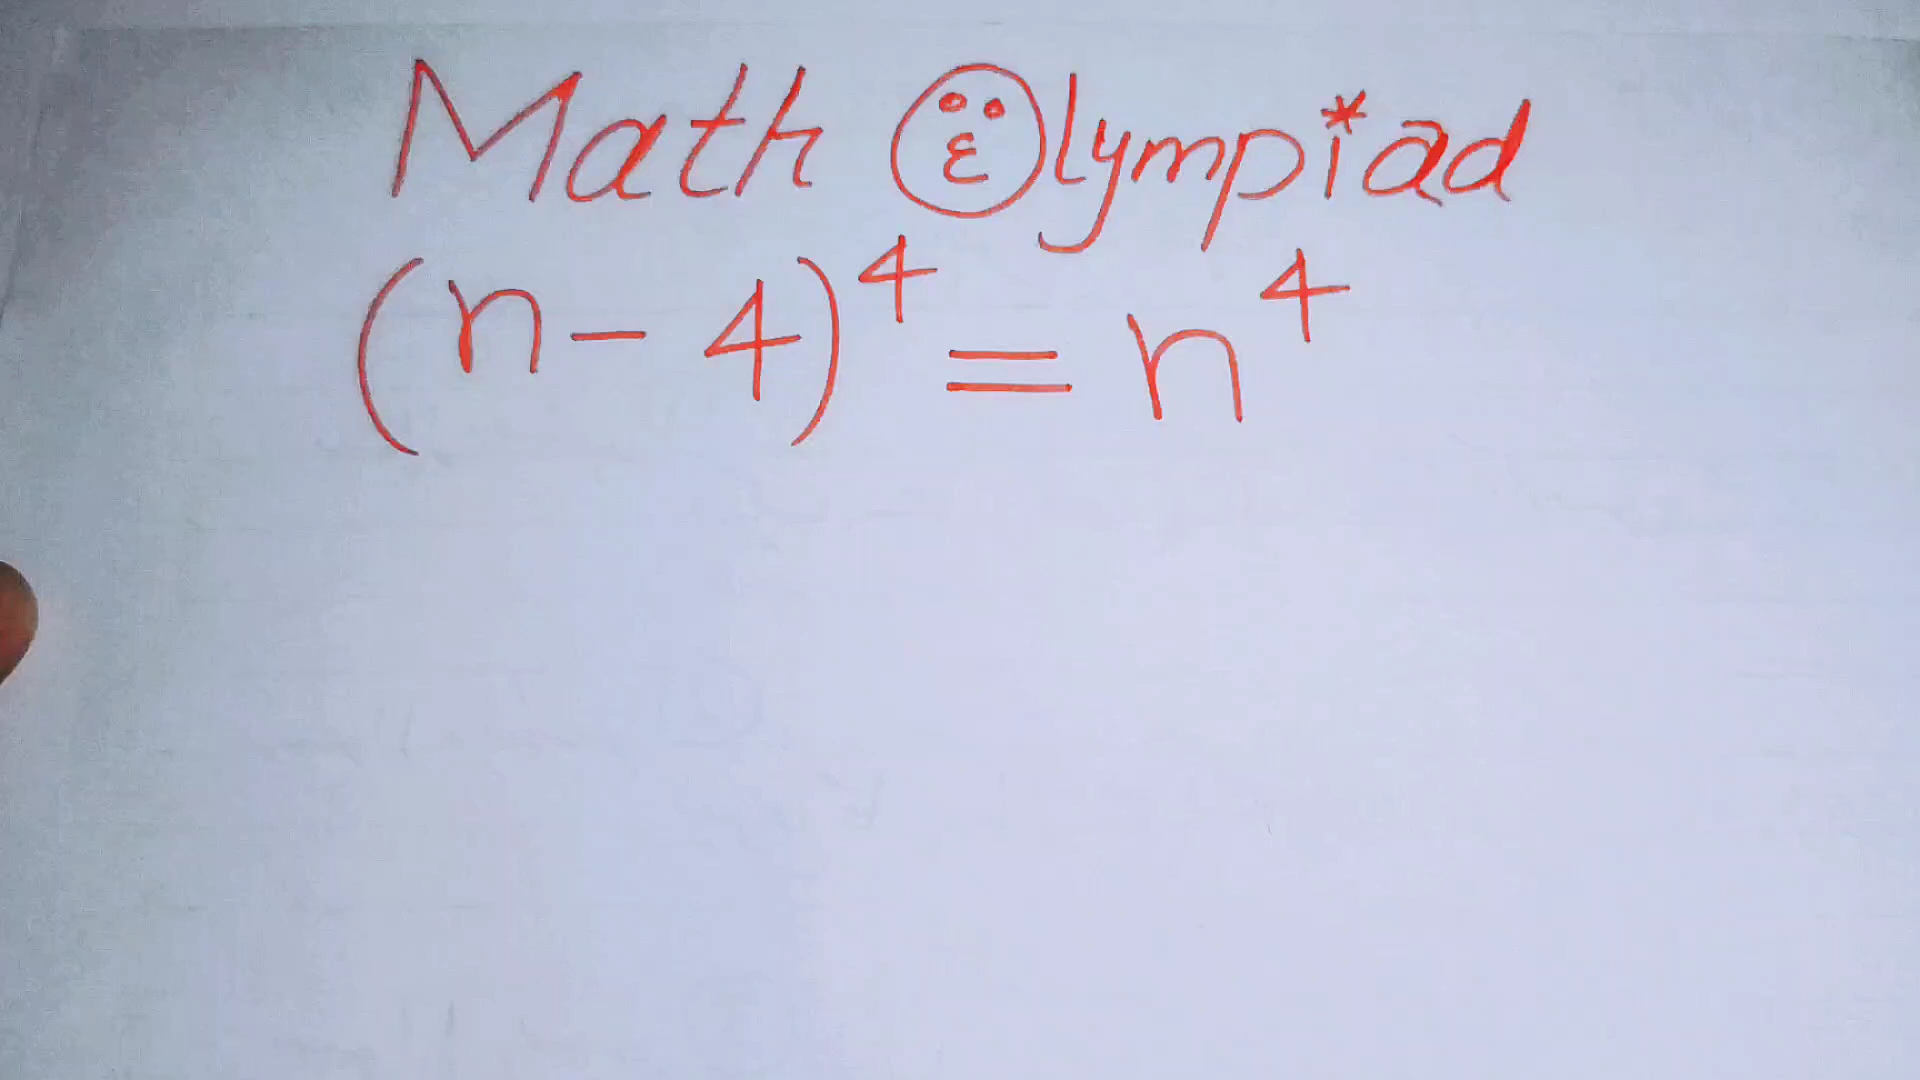 Math Olympiad
(n - 4)⁴ = n⁴